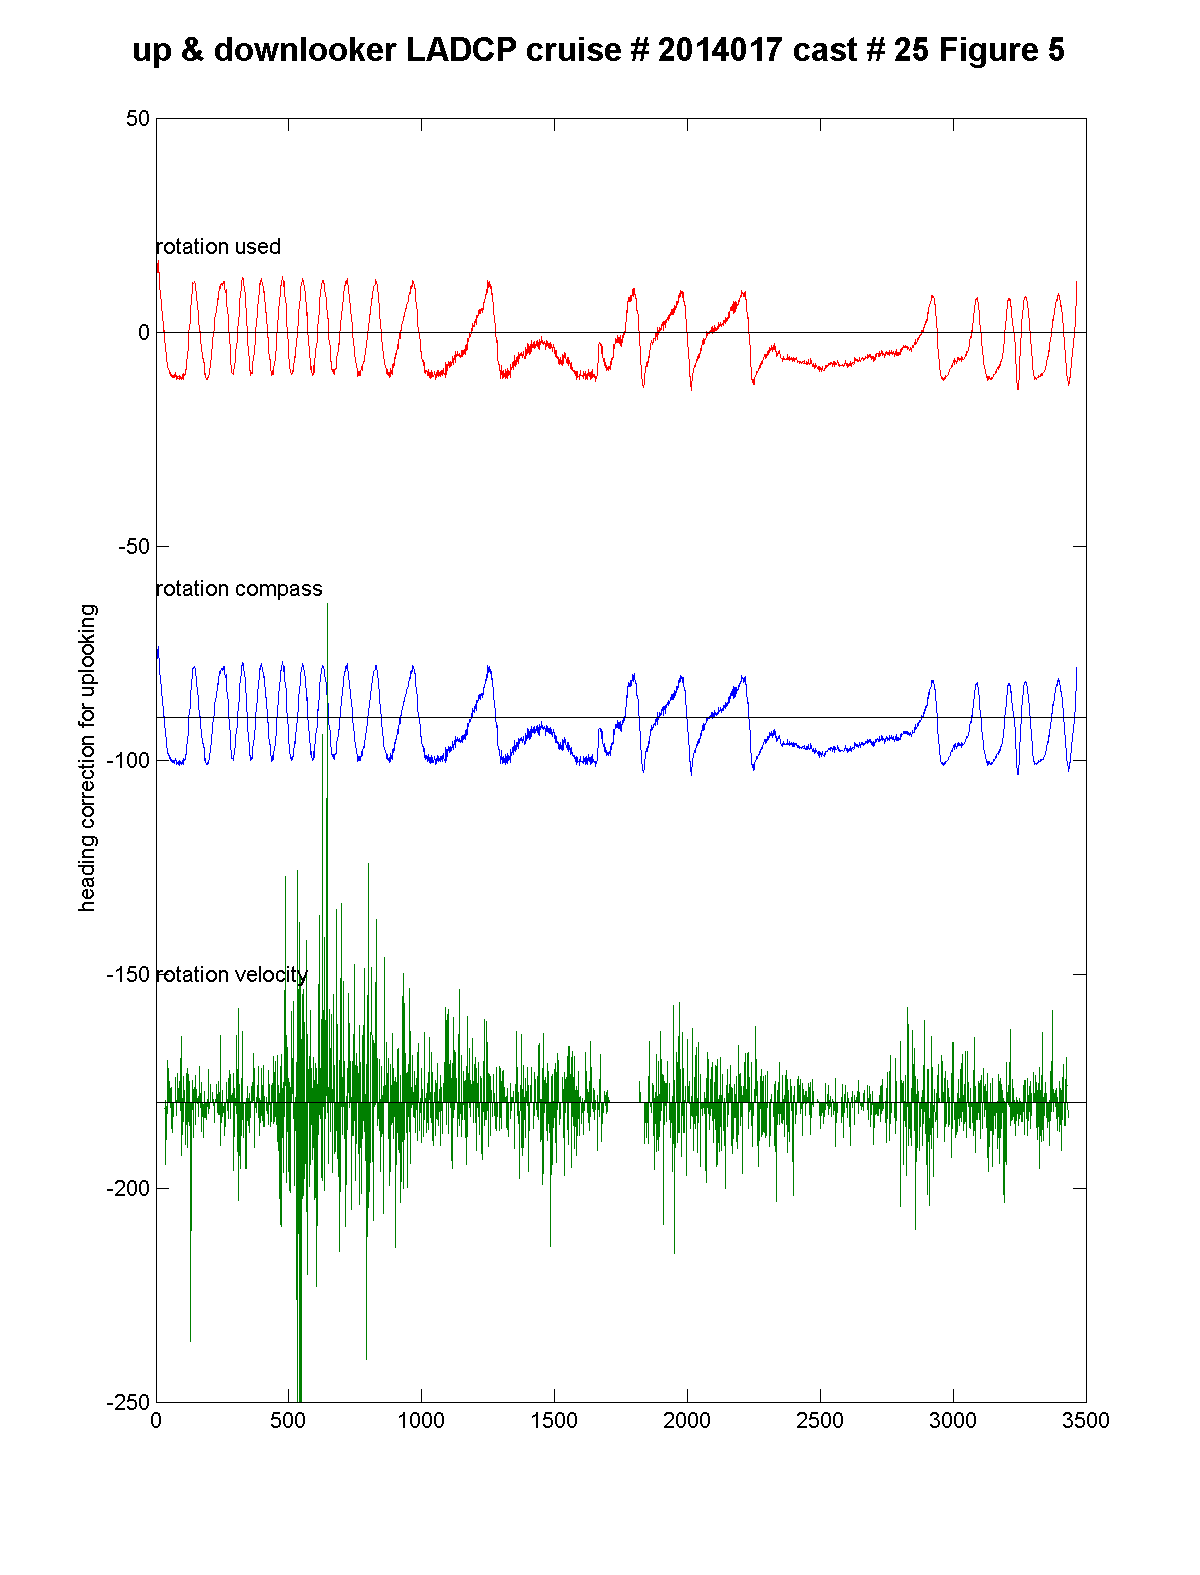 up & downlooker LADCP cruise # 2014017 cast # 25 Figure 5
50
rotation used
0
-50
rotation compass
heading correction for uplooking
-100
-150
rotation velocity
-200
-250
0 500 1000 1500 2000 2500 3000 3500